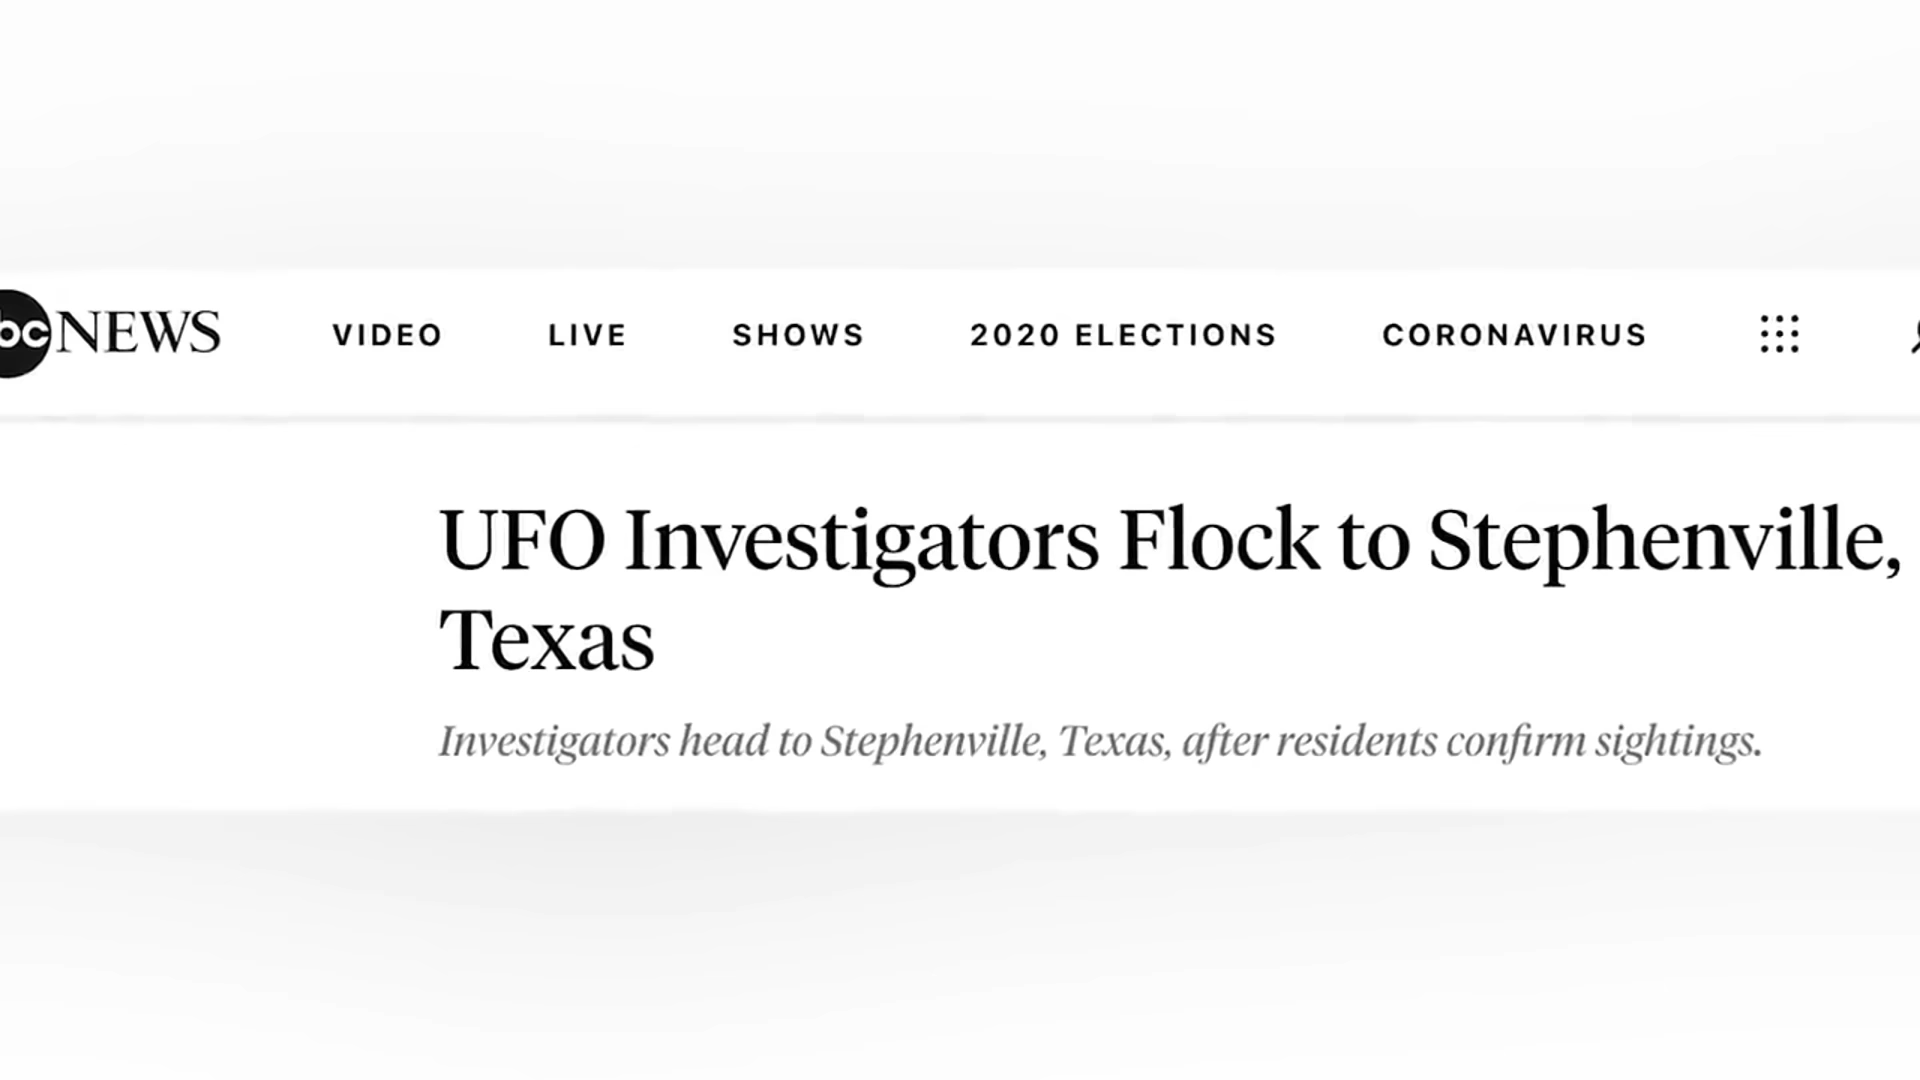 bc NEWS VIDEO LIVE SHOWS 2020 ELECTIONS CORONAVIRUS
UFO Investigators Flock to Stephenville,
Texas
Investigators head to Stephenville, Texas, after residents confirm sightings.